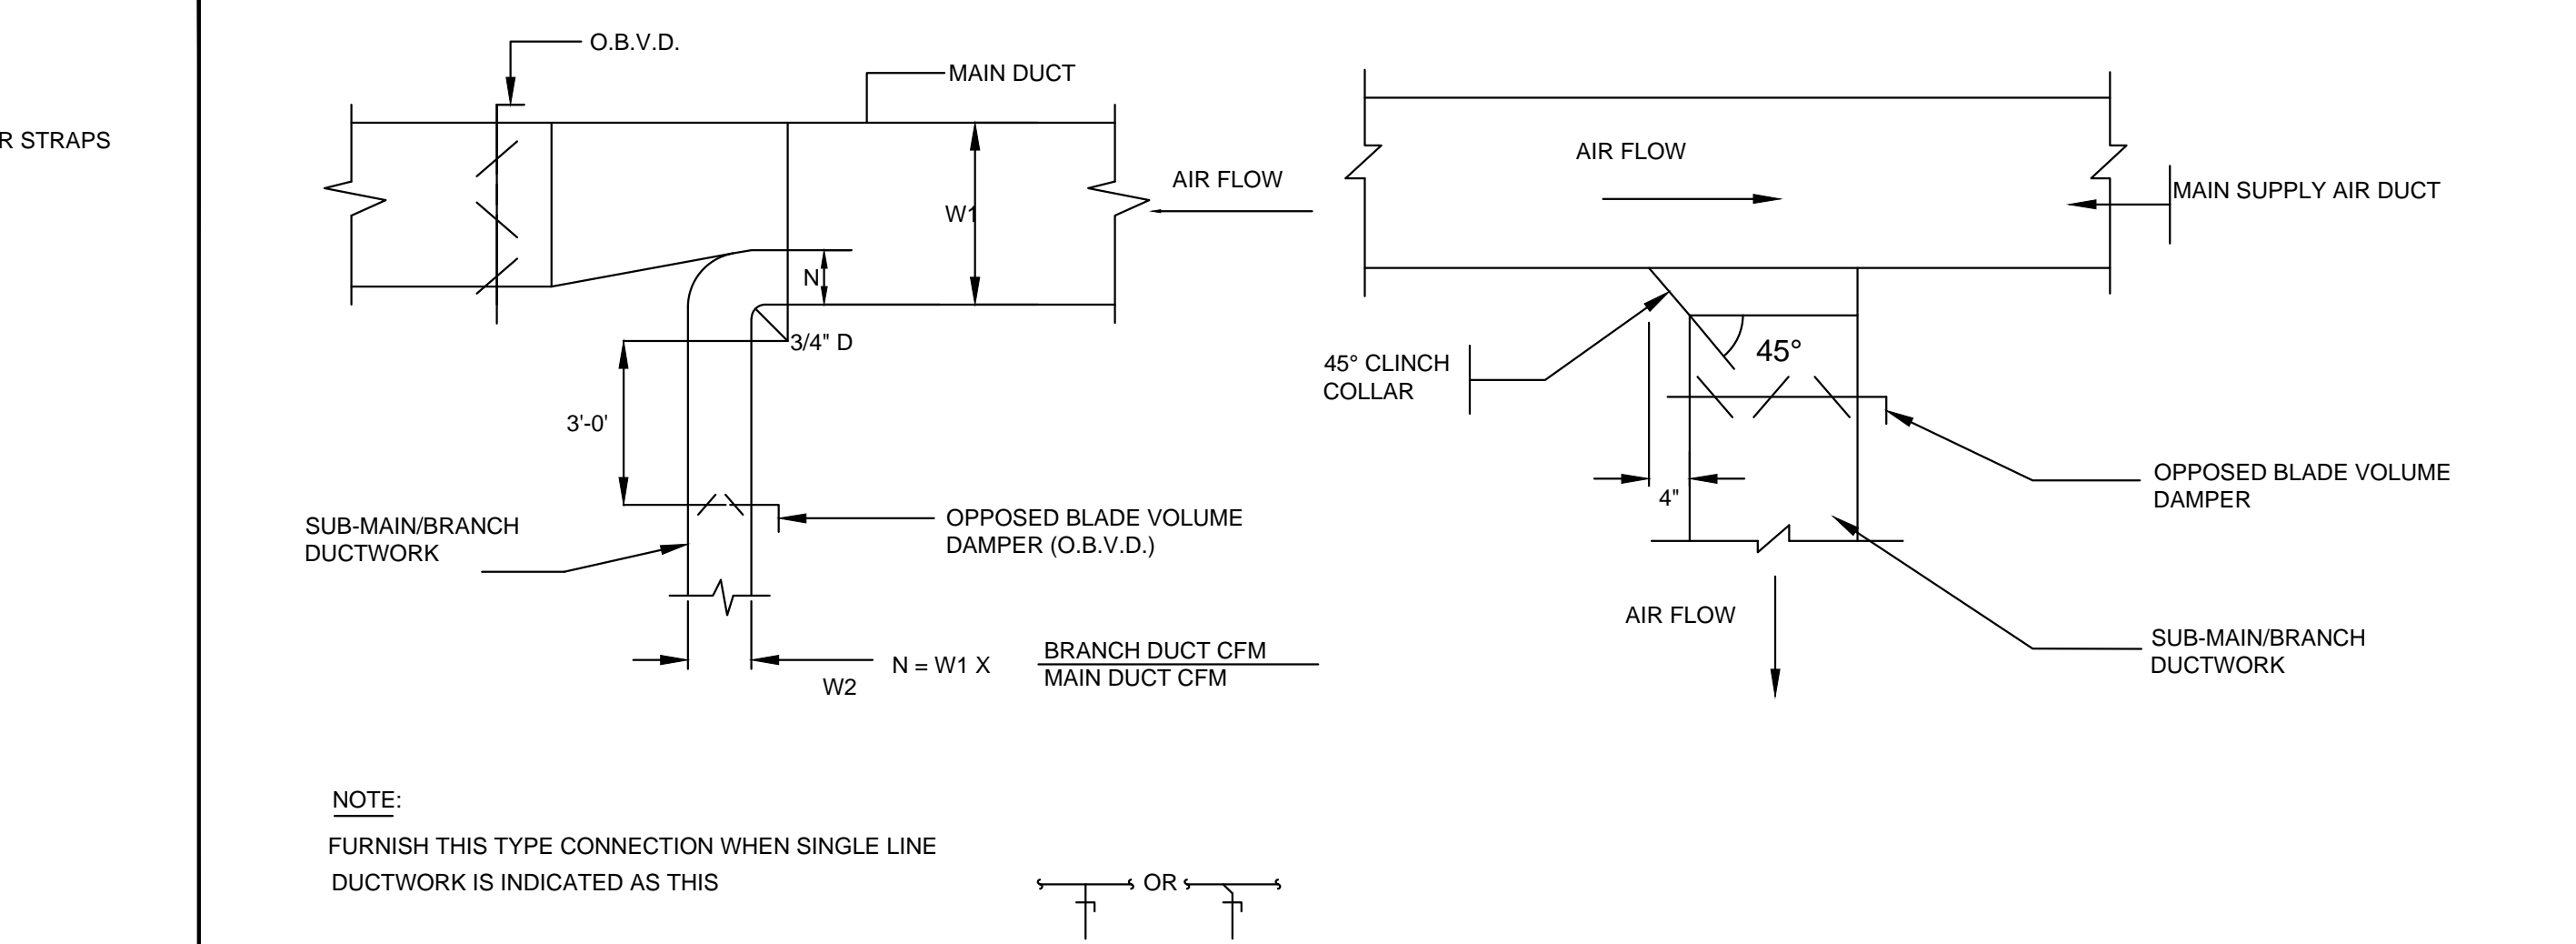 R STRAPS
O.B.V.D.
MAIN DUCT
AIR FLOW
W1
N
3/4" D
3'-0'
SUB-MAIN/BRANCH
DUCTWORK
OPPOSED BLADE VOLUME
DAMPER (O.B.V.D.)
W2
N = W1 X
BRANCH DUCT CFM
MAIN DUCT CFM
AIR FLOW
MAIN SUPPLY AIR DUCT
45° CLINCH
COLLAR
45°
4"
OPPOSED BLADE VOLUME
DAMPER
AIR FLOW
SUB-MAIN/BRANCH
DUCTWORK
NOTE:
FURNISH THIS TYPE CONNECTION WHEN SINGLE LINE
DUCTWORK IS INDICATED AS THIS
OR